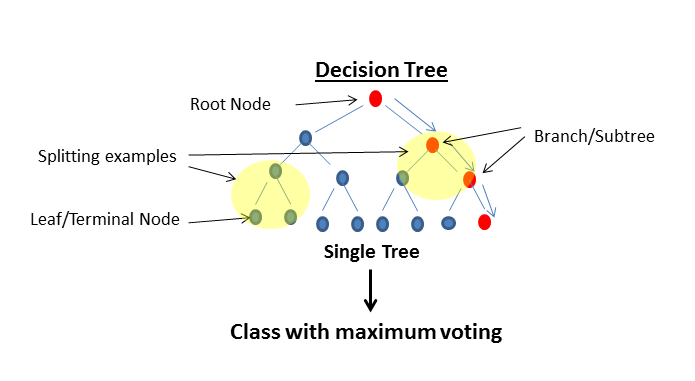 Decision Tree
Root Node
Branch/Subtree
Splitting examples
Leaf/Terminal Node
Single Tree
Class with maximum voting